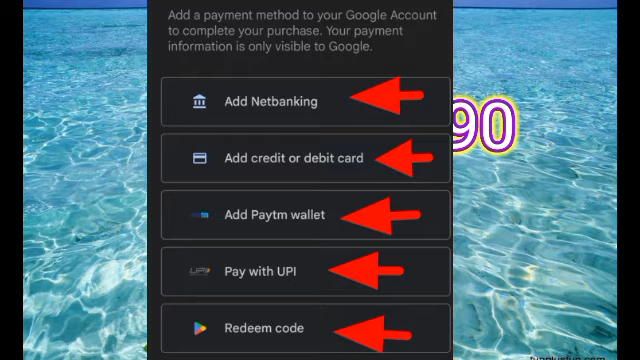 Add a payment method to your Google Account
to complete your purchase. Your payment
information is only visible to Google.
Add Netbanking
90
Add credit or debit card
Add Paytm wallet
UPI
Pay with UPI
Redeem code